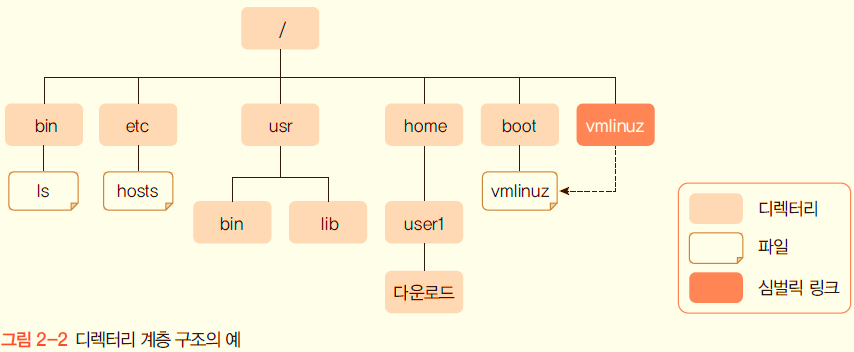 /
bin etc usr home boot vmlinuz
ls hosts vmlinuz
bin lib user1
다운로드
디렉터리
파일
심벌릭 링크
그림 2-2 디렉터리 계층 구조의 예